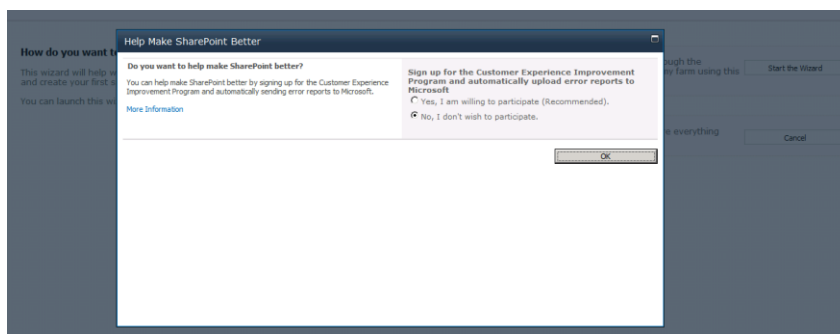 Help Make SharePoint Better
How do you want t
This wizard will help w
and create your first s
You can launch this wi
Do you want to help make SharePoint better?
You can help make SharePoint better by signing up for the Customer Experience
Improvement Program and automatically sending error reports to Microsoft.
More Information
Sign up for the Customer Experience Improvement
Program and automatically upload error reports to
Microsoft
Yes, I am willing to participate (Recommended).
No, I don't wish to participate.
OK
ough the
ny farm using this
Start the Wizard
e everything
Cancel